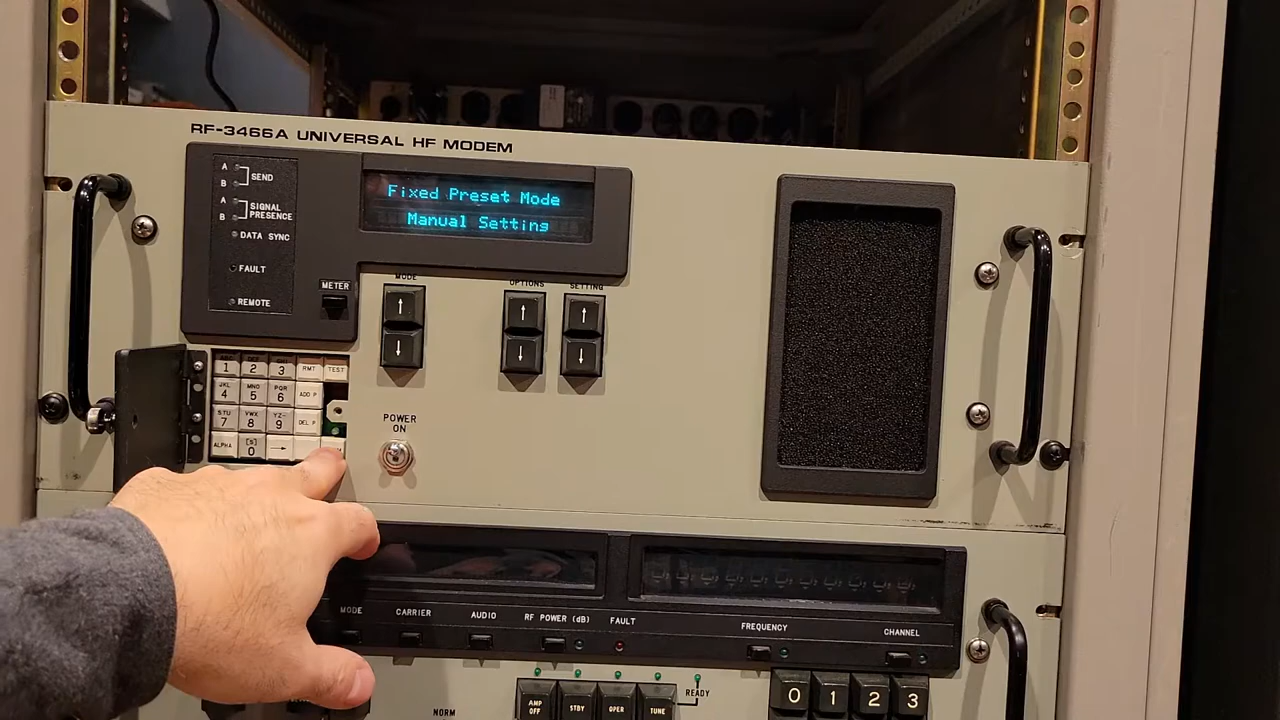 RF-3466A UNIVERSAL HF MODEM
A
B
SEND
A
B
SIGNAL
PRESENCE
DATA SYNC
FAULT
REMOTE
METER
Fixed Preset Mode
Manual Setting
MODE
OPTIONS
SETTING
↑ ↑ ↑
↓ ↓ ↓
1 2 3 RMT TEST
JKL MNO PQR
4 5 6 ADD P
STU VWX YZ-
7 8 9 DEL P
ALPHA [S] 0 →
POWER
ON
MODE CARRIER AUDIO RF POWER (dB) FAULT
FREQUENCY CHANNEL
READY
NORM
AMP
OFF
STBY OPER TUNE
0 1 2 3